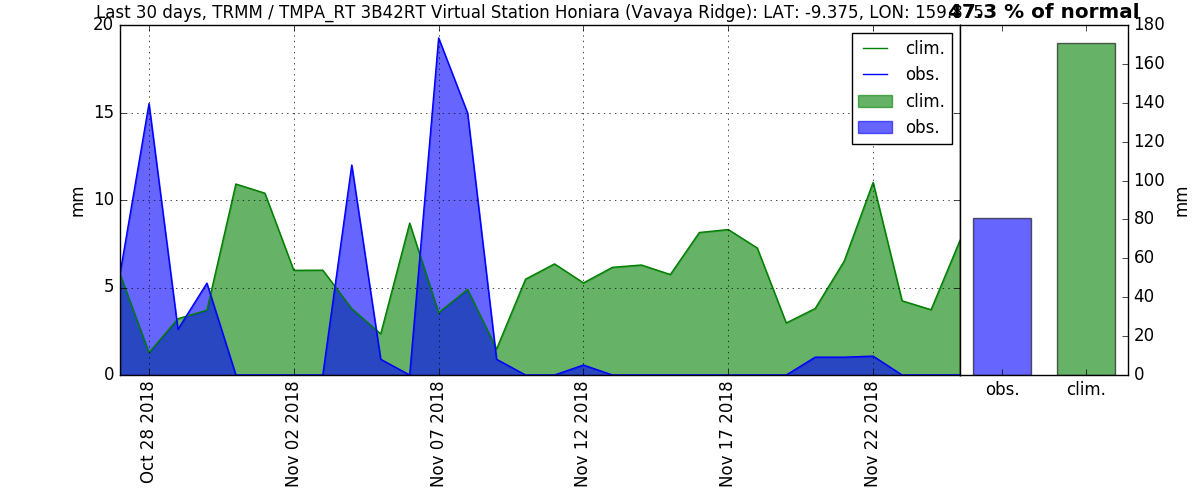 Last 30 days, TRMM / TMPA_RT 3B42RT Virtual Station Honiara (Vavaya Ridge): LAT: -9.375, LON:
47.3 % of normal
20
15
10
5
0
mm
clim.
obs.
clim.
obs.
Oct 28 2018
Nov 02 2018
Nov 07 2018
Nov 12 2018
Nov 17 2018
Nov 22 2018
180
160
140
120
100
80
60
40
20
0
mm
obs.
clim.